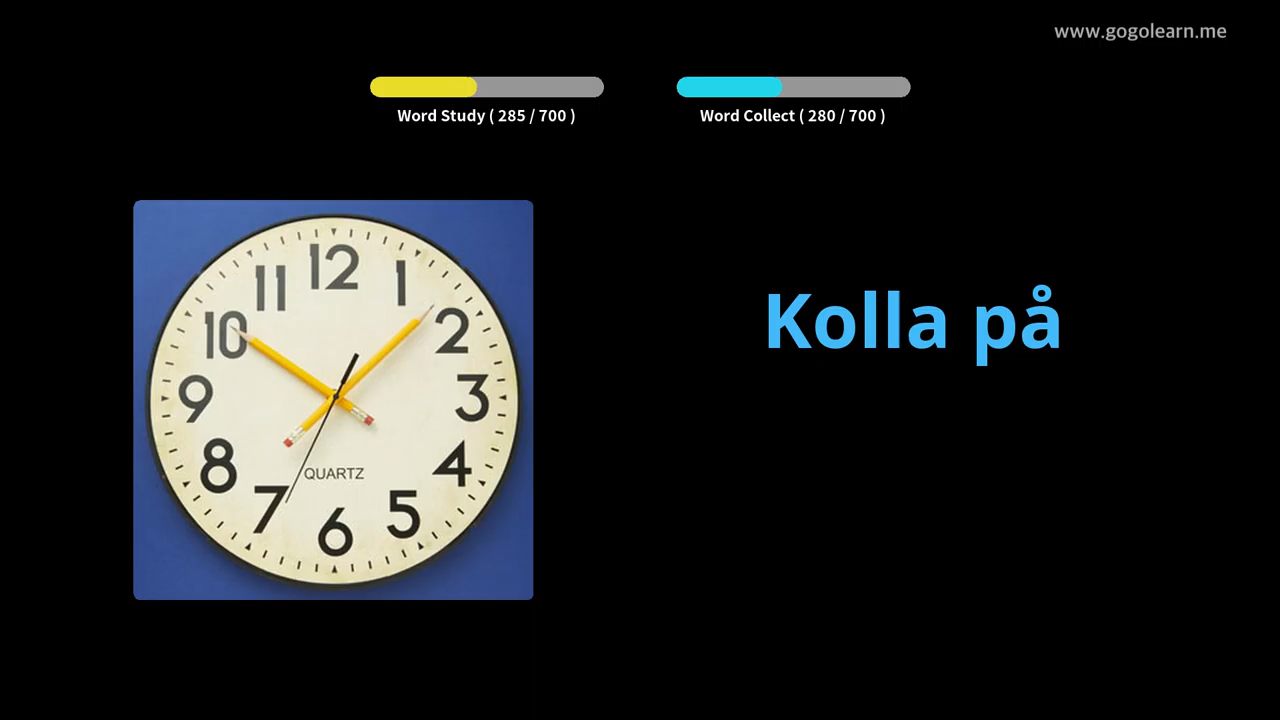 www.gogolearn.me
Word Study ( 285 / 700 )
Word Collect ( 280 / 700 )
12
11
1
10
2
9
3
8
4
QUARTZ
7
5
6
Kolla på